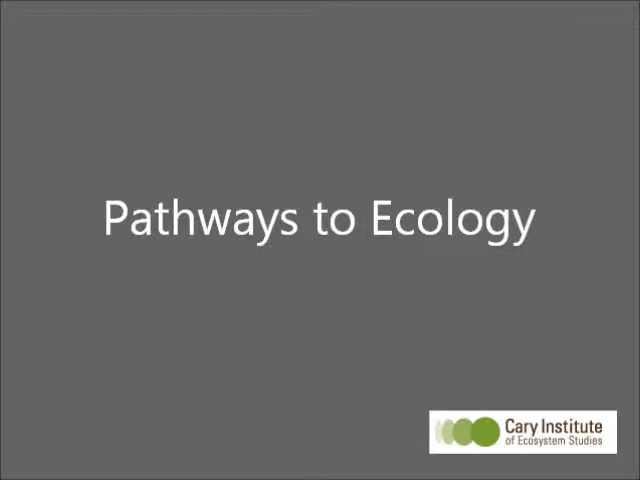 Pathways to Ecology
Cary Institute
of Ecosystem Studies